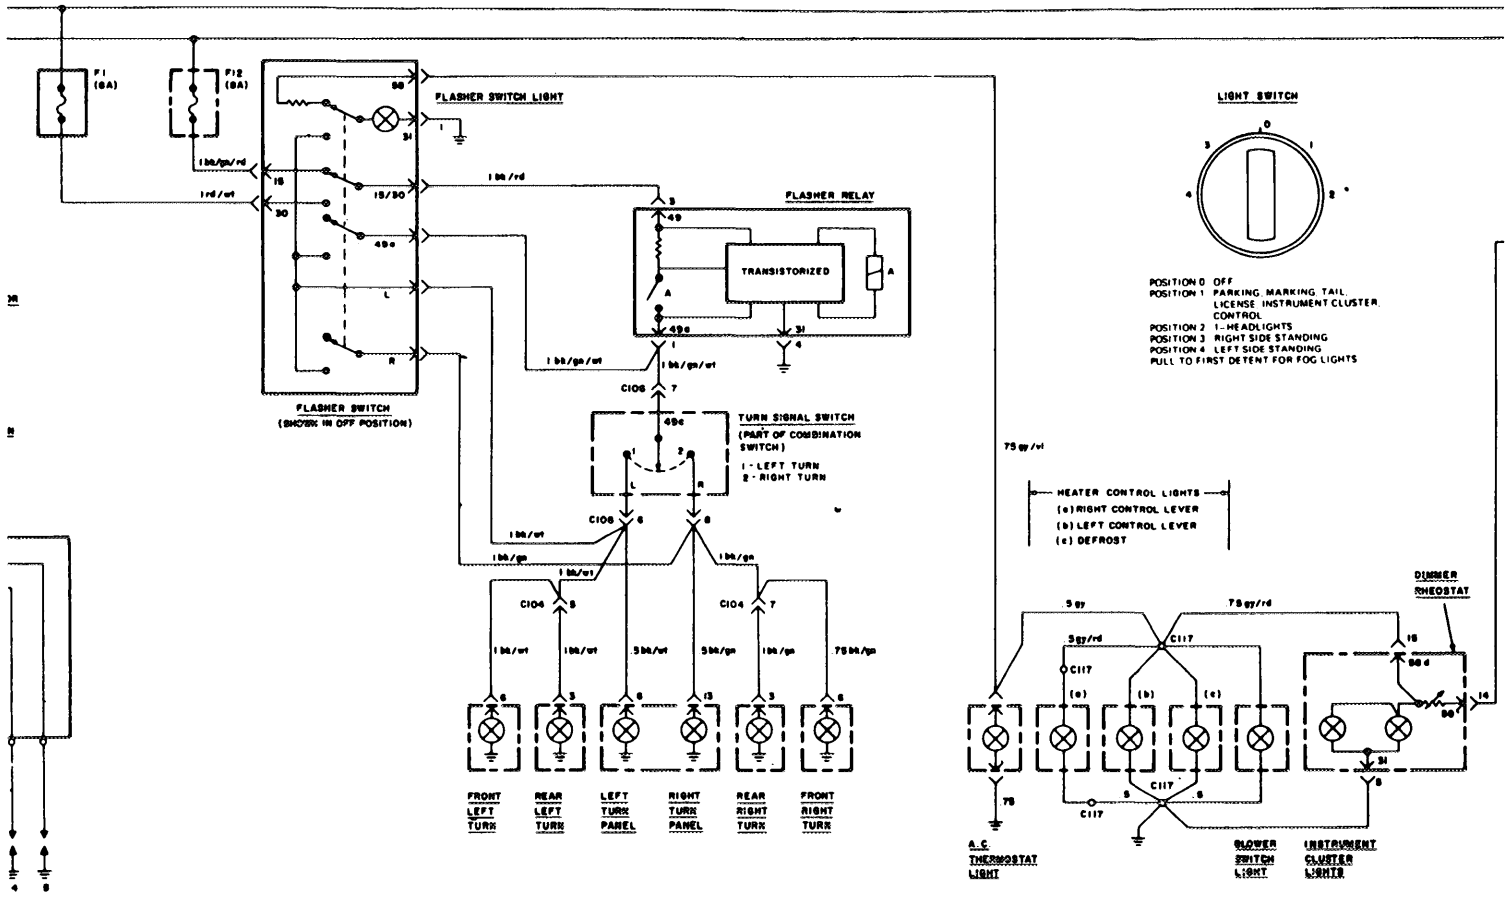 F1
(8A)
F12
(8A)
58
FLASHER SWITCH LIGHT
31
1
1 bk/gn/rd
15
1 rd/wt
30
15/30
1 bk/rd
49a
L
R
FLASHER SWITCH
(SHOWN IN OFF POSITION)
FLASHER RELAY
3
49
TRANSISTORIZED
A
A
49a
31
1
4
1 bk/gn/wt
1 bk/gn/wt
C106
7
49a
TURN SIGNAL SWITCH
(PART OF COMBINATION
SWITCH)
1 - LEFT TURN
2 - RIGHT TURN
1
2
L
R
C106
6
8
1 bk/wt
1 bk/gn
1 bk/wt
1 bk/gn
C104
5
C104
7
1 bk/wt
1 bk/wt
.5 bk/wt
.5 bk/gn
1 bk/gn
.75 bk/gn
6
3
6
13
3
6
FRONT
LEFT
TURN
REAR
LEFT
TURN
LEFT
TURN
PANEL
RIGHT
TURN
PANEL
REAR
RIGHT
TURN
FRONT
RIGHT
TURN
LIGHT SWITCH
0
3
1
4
2
POSITION 0 OFF
POSITION 1 PARKING, MARKING, TAIL,
LICENSE INSTRUMENT CLUSTER,
CONTROL
POSITION 2 1-HEADLIGHTS
POSITION 3 RIGHT SIDE STANDING
POSITION 4 LEFT SIDE STANDING
PULL TO FIRST DETENT FOR FOG LIGHTS
.75 gy/vi
HEATER CONTROL LIGHTS
(a) RIGHT CONTROL LEVER
(b) LEFT CONTROL LEVER
(c) DEFROST
DIMMER
RHEOSTAT
.5 gy
.75 gy/rd
.5 gy/rd
C117
C117
15
58d
14
58
(a)
(b)
(c)
31
5
.75
.5
C117
.5
C117
A.C.
THERMOSTAT
LIGHT
BLOWER
SWITCH
LIGHT
INSTRUMENT
CLUSTER
LIGHTS
4
5